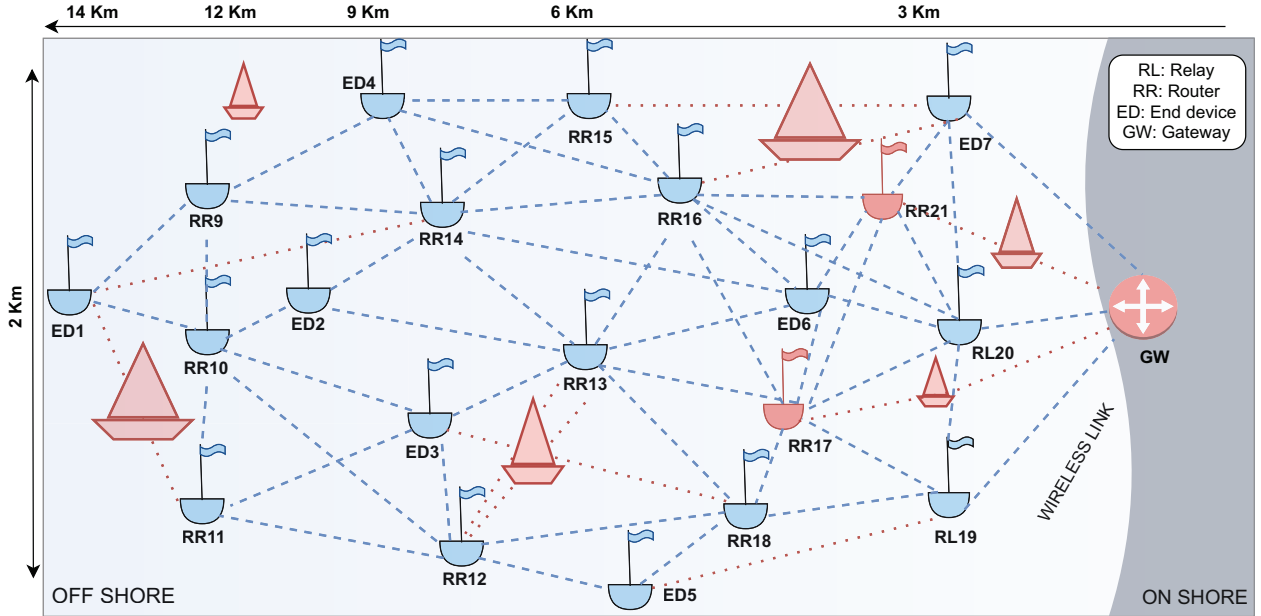 14 Km 12 Km 9 Km 6 Km 3 Km
2 Km
RL: Relay
RR: Router
ED: End device
GW: Gateway
ED4
RR15
ED7
RR9
RR14
RR16
RR21
ED1
RR10
ED2
RR13
ED6
RL20
GW
ED3
RR17
RR11
RR12
RR18
RL19
ED5
WIRELESS LINK
OFF SHORE
ON SHORE